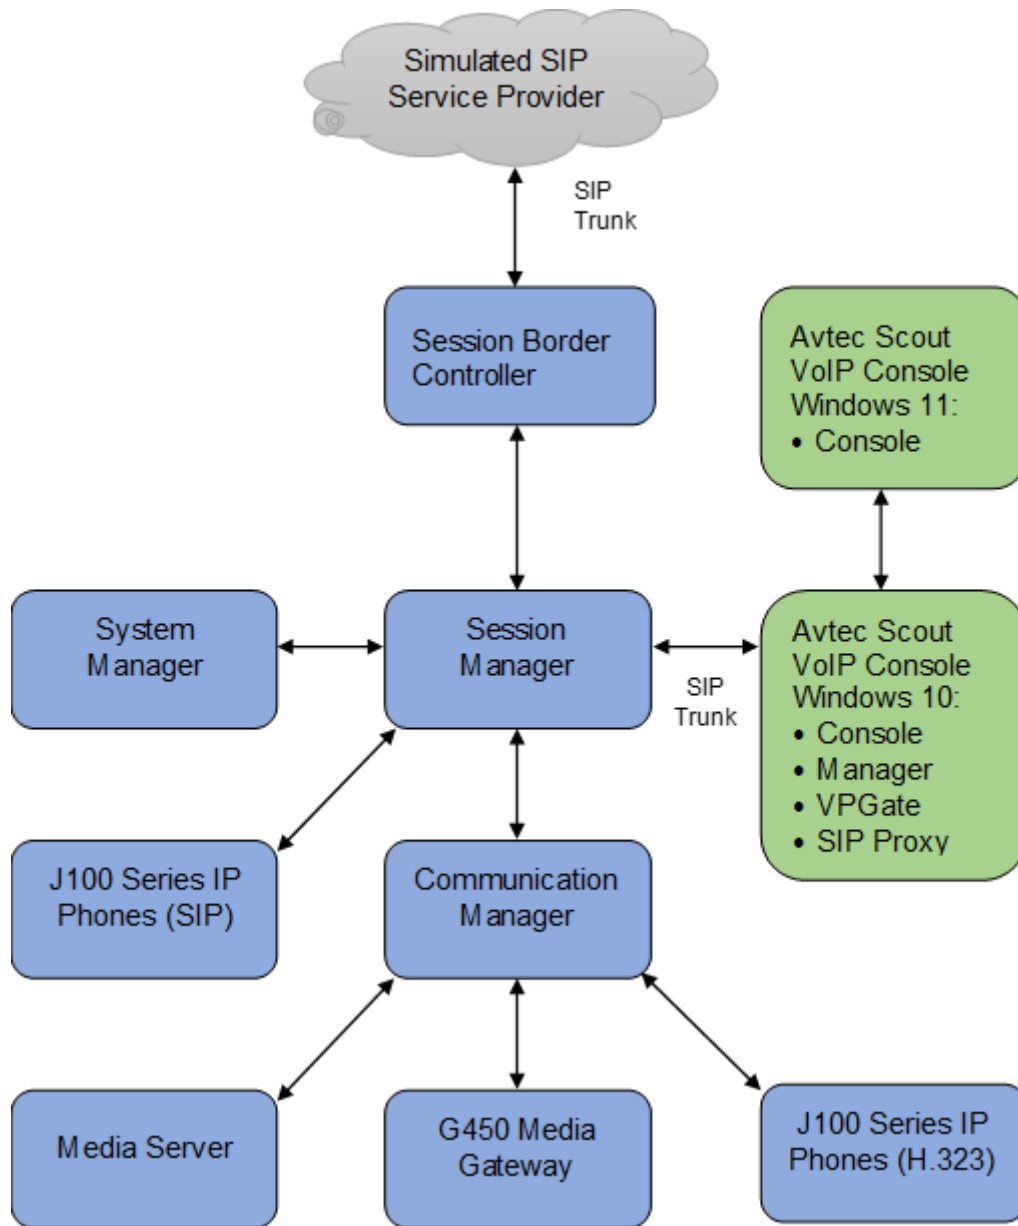 Simulated SIP
Service Provider
SIP
Trunk
Session Border
Controller
Avtec Scout
VoIP Console
Windows 11:
• Console
System
Manager
Session
Manager
SIP
Trunk
Avtec Scout
VoIP Console
Windows 10:
• Console
• Manager
• VPGate
• SIP Proxy
J100 Series IP
Phones (SIP)
Communication
Manager
Media Server
G450 Media
Gateway
J100 Series IP
Phones (H.323)